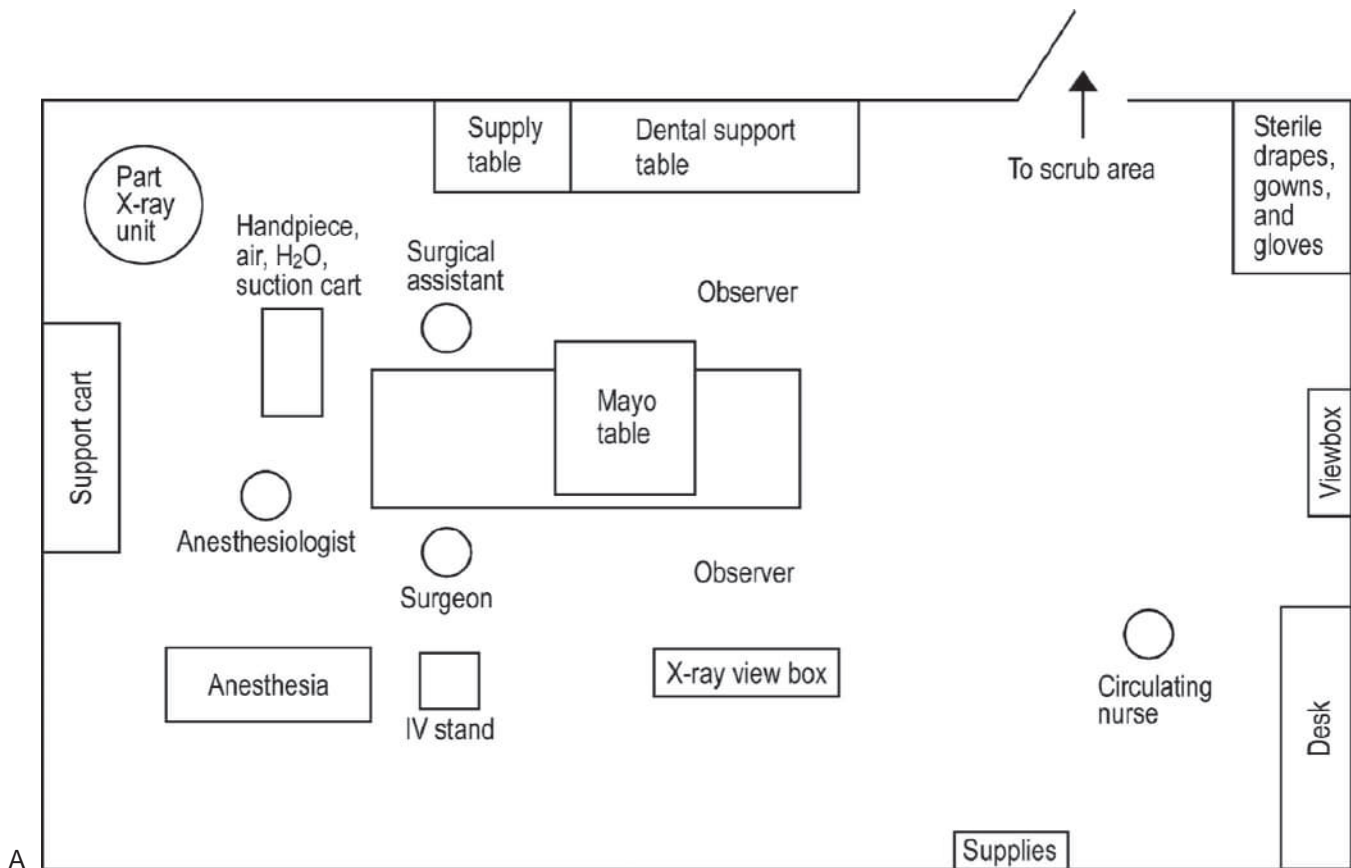 Supply
table
Dental support
table
To scrub area
Sterile
drapes,
gowns,
and
gloves
Part
X-ray
unit
Handpiece,
air, H₂O,
suction cart
Surgical
assistant
Observer
Support cart
Mayo
table
Viewbox
Anesthesiologist
Surgeon
Observer
Anesthesia
IV stand
X-ray view box
Circulating
nurse
Desk
Supplies
A